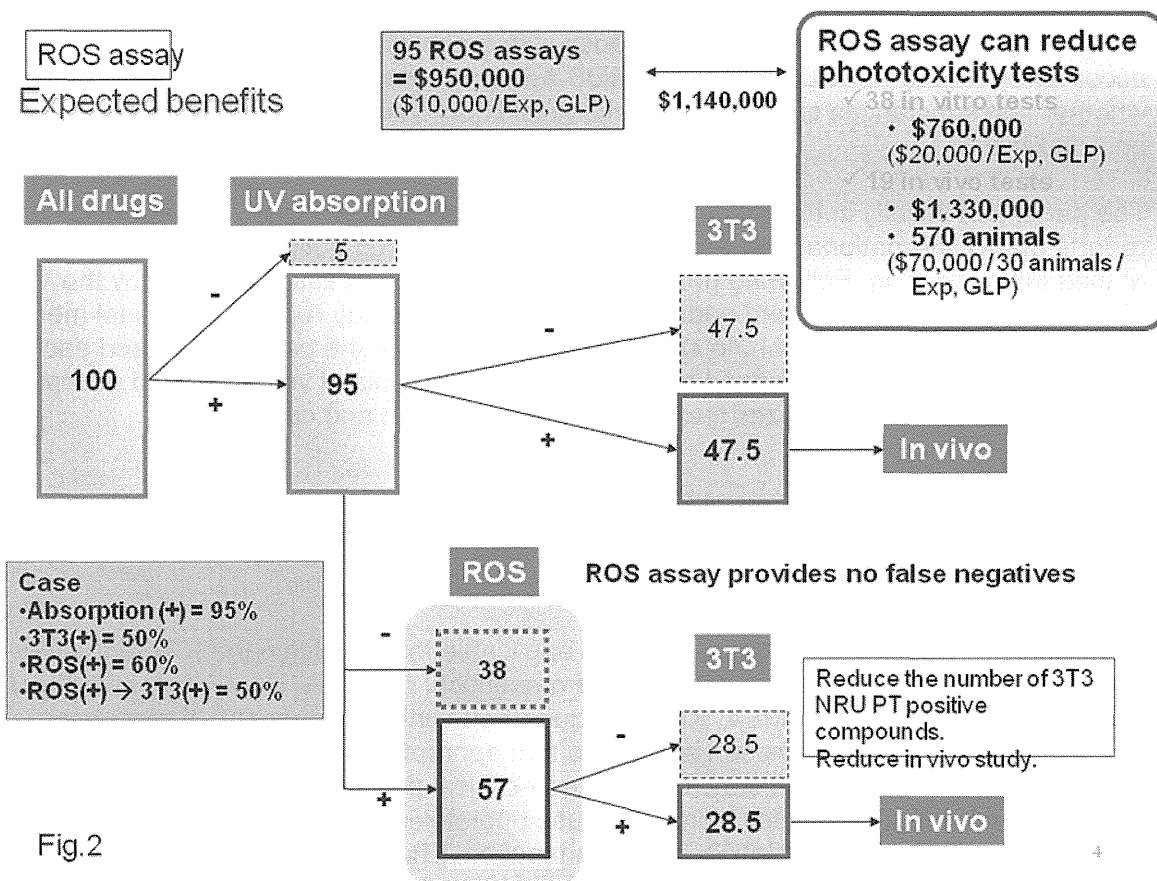 ROS assay
Expected benefits
95 ROS assays
= $950,000
($10,000/Exp, GLP)
$1,140,000
ROS assay can reduce
phototoxicity tests
✓ 38 in vitro tests
• $760,000
($20,000/Exp, GLP)
✓ 19 in vivo tests
• $1,330,000
• 570 animals
($70,000/30 animals/
Exp, GLP)
All drugs
UV absorption
3T3
5
-
100
+
95
-
47.5
+
47.5
In vivo
Case
•Absorption (+) = 95%
•3T3(+) = 50%
•ROS(+) = 60%
•ROS(+) → 3T3(+) = 50%
ROS
ROS assay provides no false negatives
-
38
3T3
+
57
-
28.5
+
28.5
In vivo
Reduce the number of 3T3
NRU PT positive
compounds.
Reduce in vivo study.
Fig.2
4